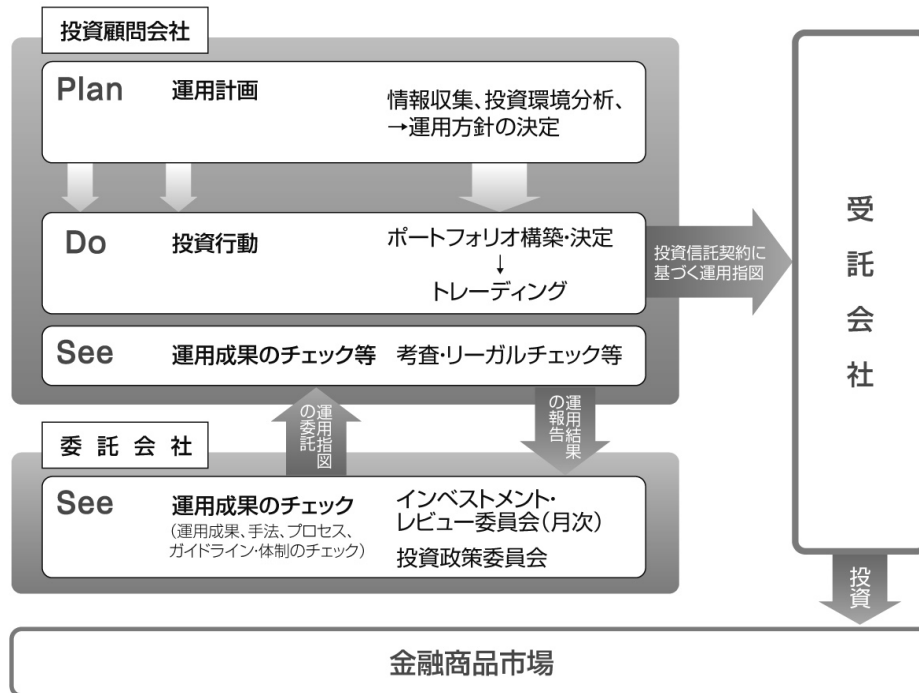 投資顧問会社
Plan 運用計画
情報収集、投資環境分析、
→運用方針の決定
Do 投資行動
ポートフォリオ構築・決定
↓
トレーディング
投資信託契約に
基づく運用指図
See 運用成果のチェック等 考査・リーガルチェック等
運用指図
の委託
運用結果
の報告
委託会社
See 運用成果のチェック
(運用成果、手法、プロセス、
ガイドライン・体制のチェック)
インベストメント・
レビュー委員会(月次)
投資政策委員会
受託会社
投資
金融商品市場